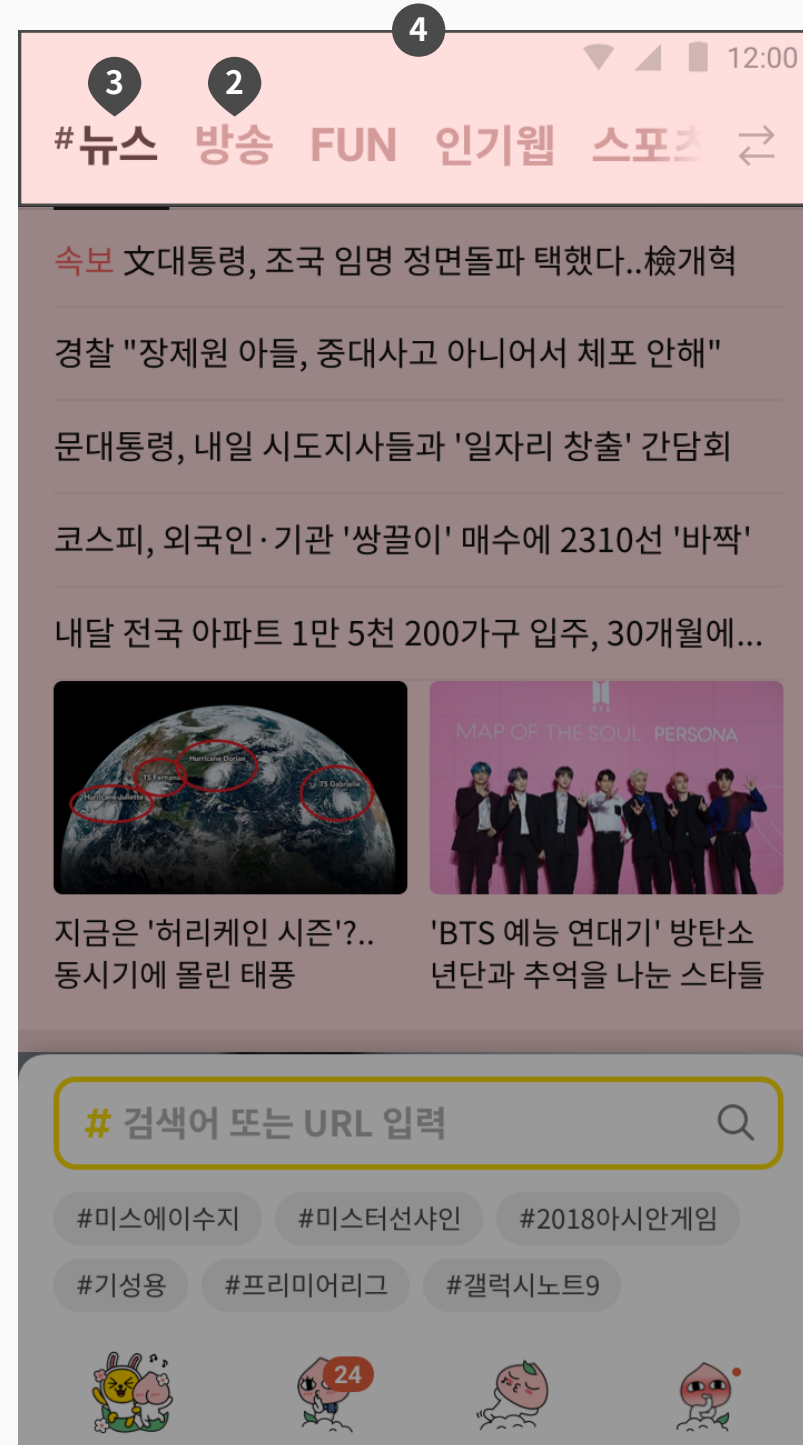 4
12:00
3 2
#뉴스 방송 FUN 인기웹 스포츠
속보 文대통령, 조국 임명 정면돌파 택했다..檢개혁
경찰 "장제원 아들, 중대사고 아니어서 체포 안해"
문대통령, 내일 시도지사들과 '일자리 창출' 간담회
코스피, 외국인·기관 '쌍끌이' 매수에 2310선 '바짝'
내달 전국 아파트 1만 5천 200가구 입주, 30개월에...
Hurricane Dorian
TS Fernand
TS Gabrielle
Hurricane Juliette
BTS
MAP OF THE SOUL PERSONA
지금은 '허리케인 시즌'?..
동시기에 몰린 태풍
'BTS 예능 연대기' 방탄소
년단과 추억을 나눈 스타들
# 검색어 또는 URL 입력
#미스에이수지 #미스터선샤인 #2018아시안게임
#기성용 #프리미어리그 #갤럭시노트9
24